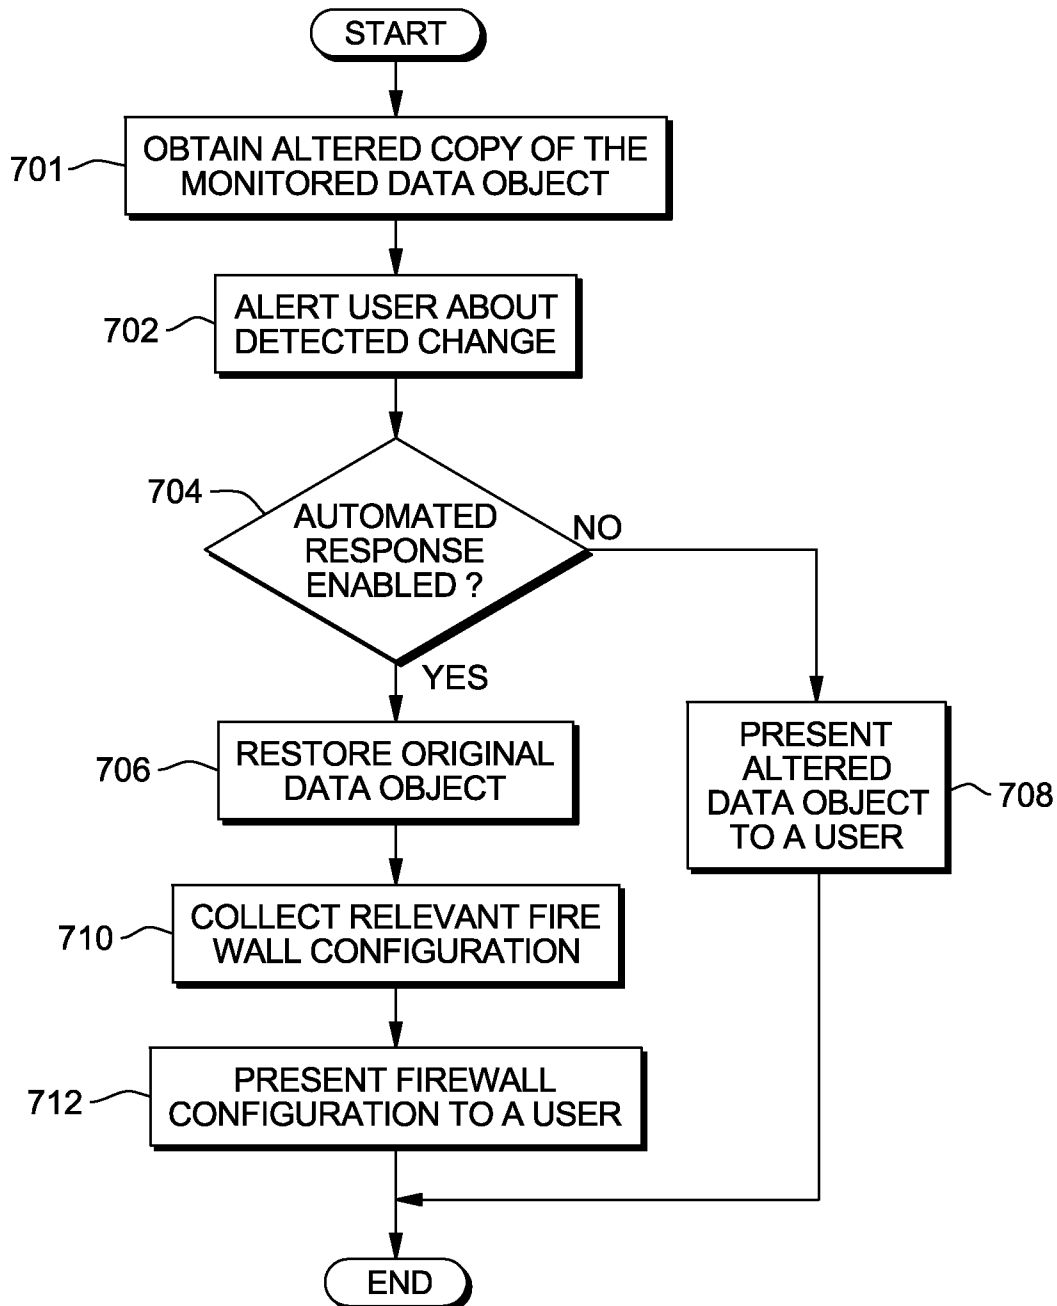 START
701
OBTAIN ALTERED COPY OF THE
MONITORED DATA OBJECT
702
ALERT USER ABOUT
DETECTED CHANGE
704
AUTOMATED
RESPONSE
ENABLED ?
NO
YES
706
RESTORE ORIGINAL
DATA OBJECT
PRESENT
ALTERED
DATA OBJECT
TO A USER
708
710
COLLECT RELEVANT FIRE
WALL CONFIGURATION
712
PRESENT FIREWALL
CONFIGURATION TO A USER
END